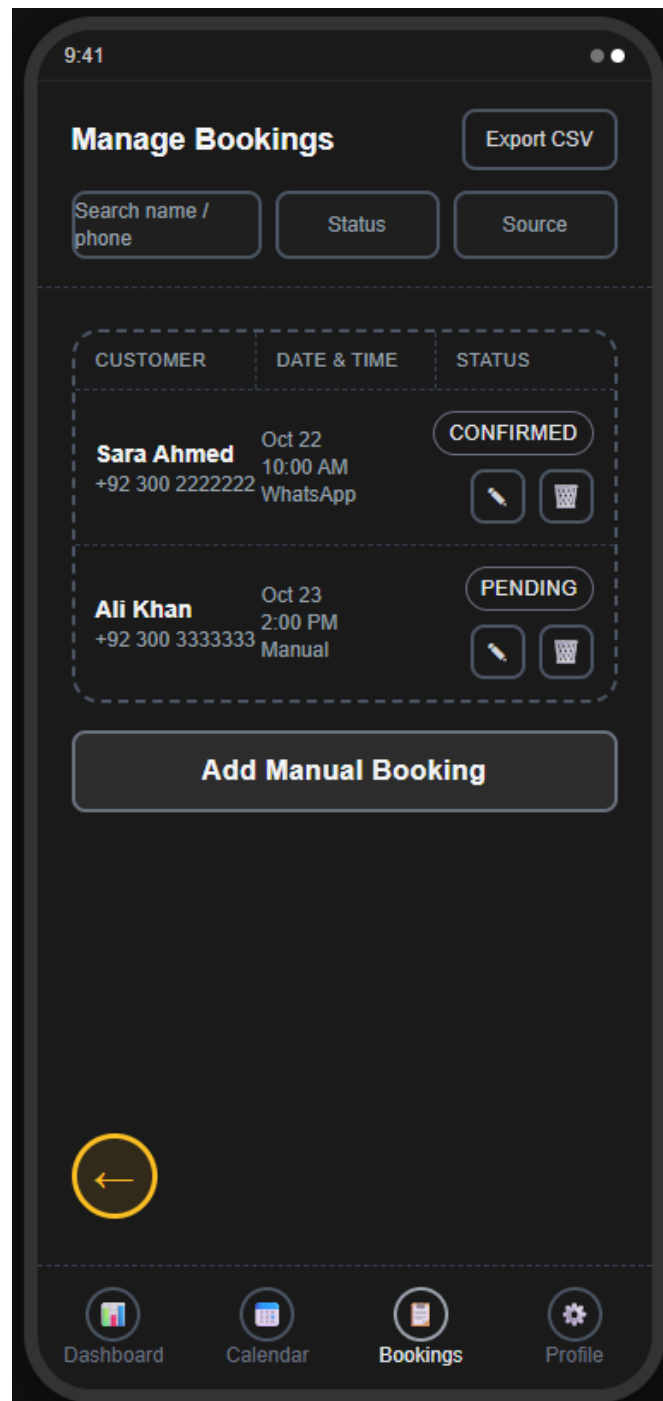 9:41
Manage Bookings
Export CSV
Search name /
phone
Status
Source
CUSTOMER
DATE & TIME
STATUS
Sara Ahmed
+92 300 2222222
Oct 22
10:00 AM
WhatsApp
CONFIRMED
Ali Khan
+92 300 3333333
Oct 23
2:00 PM
Manual
PENDING
Add Manual Booking
Dashboard
Calendar
Bookings
Profile